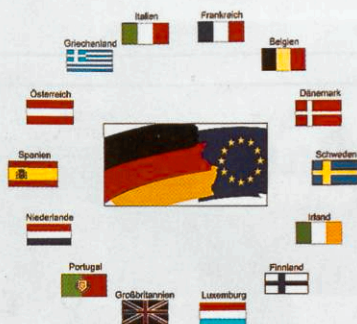 Italien
Frankreich
Griechenland
Belgien
Österreich
Dänemark
Spanien
Schweden
Niederlande
Irland
Portugal
Finnland
Großbritannien
Luxemburg